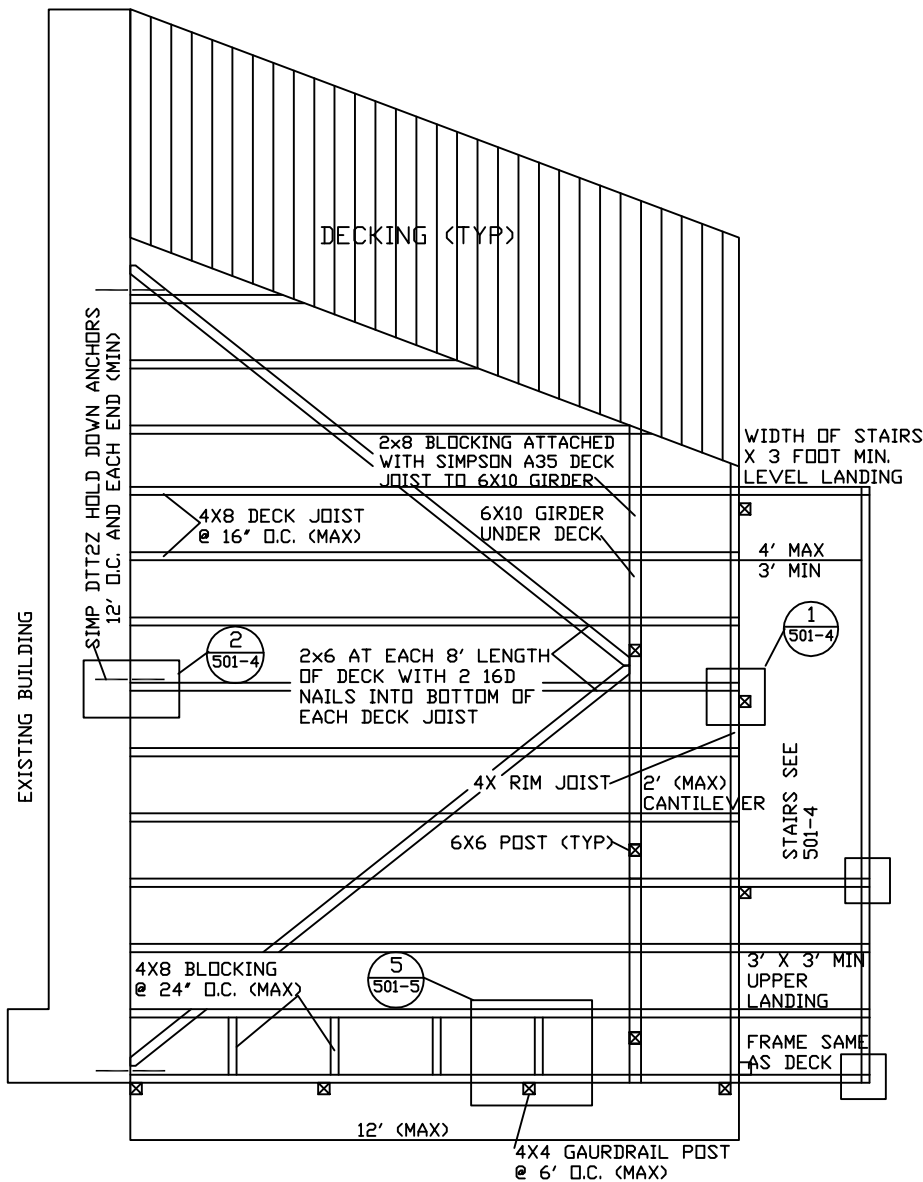 DECKING (TYP)
SIMP DTT2Z HOLD DOWN ANCHORS
12' O.C. AND EACH END (MIN)
2x8 BLOCKING ATTACHED
WITH SIMPSON A35 DECK
JOIST TO 6X10 GIRDER
WIDTH OF STAIRS
X 3 FOOT MIN.
LEVEL LANDING
4X8 DECK JOIST
@ 16" O.C. (MAX)
6X10 GIRDER
UNDER DECK
4' MAX
3' MIN
EXISTING BUILDING
2
501-4
1
501-4
2x6 AT EACH 8' LENGTH
OF DECK WITH 2 16D
NAILS INTO BOTTOM OF
EACH DECK JOIST
4X RIM JOIST
2' (MAX)
CANTILEVER
STAIRS SEE
501-4
6X6 POST (TYP)
4X8 BLOCKING
@ 24" O.C. (MAX)
5
501-5
3' X 3' MIN
UPPER
LANDING
FRAME SAME
AS DECK
12' (MAX)
4X4 GAURDRAIL POST
@ 6' O.C. (MAX)